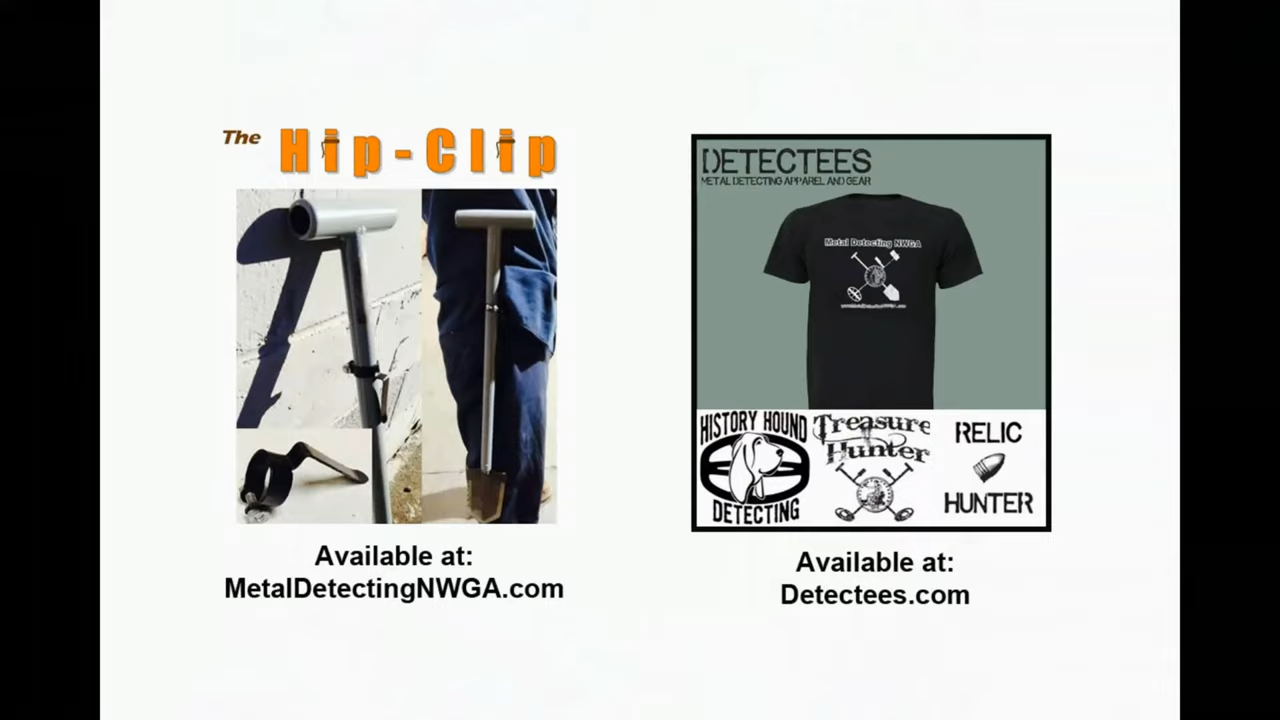 The Hip-Clip
Available at:
MetalDetectingNWGA.com
DETECTEES
METAL DETECTING APPAREL AND GEAR
Metal Detecting NWGA
HISTORY HOUND
DETECTING
Treasure
Hunter
RELIC
HUNTER
Available at:
Detectees.com